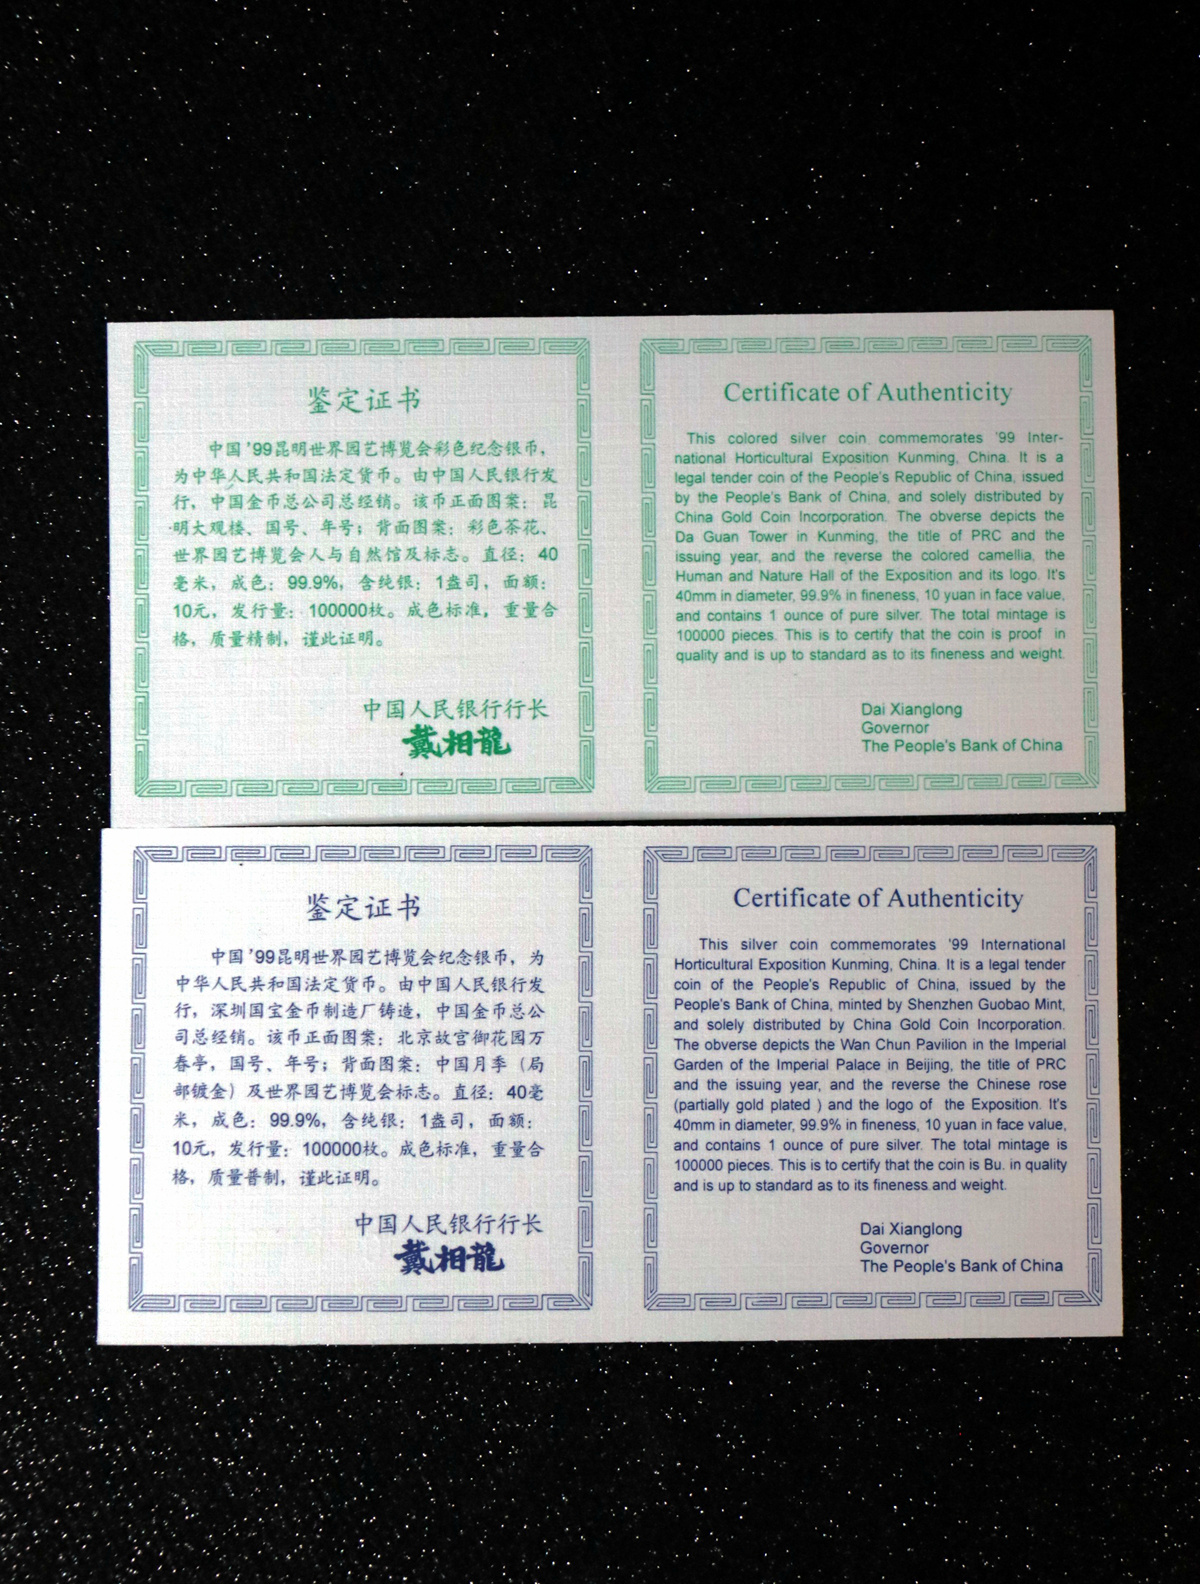 鉴定证书
中国'99昆明世界园艺博览会彩色纪念银币，
为中华人民共和国法定货币。由中国人民银行发
行，中国金币总公司总经销。该币正面图案：昆
明大观楼、国号、年号；背面图案：彩色茶花、
世界园艺博览会人与自然馆及标志。直径：40
毫米，成色：99.9%，含纯银：1盎司，面额：
10元，发行量：100000枚。成色标准，重量合
格，质量精制，谨此证明。
中国人民银行行长
戴相龍
Certificate of Authenticity
This colored silver coin commemorates '99 Inter-
national Horticultural Exposition Kunming, China. It is a
legal tender coin of the People's Republic of China, issued
by the People's Bank of China, and solely distributed by
China Gold Coin Incorporation. The obverse depicts the
Da Guan Tower in Kunming, the title of PRC and the
issuing year, and the reverse the colored camellia, the
Human and Nature Hall of the Exposition and its logo. It's
40mm in diameter, 99.9% in fineness, 10 yuan in face value,
and contains 1 ounce of pure silver. The total mintage is
100000 pieces. This is to certify that the coin is proof in
quality and is up to standard as to its fineness and weight.
Dai Xianglong
Governor
The People's Bank of China
鉴定证书
中国'99昆明世界园艺博览会纪念银币，为
中华人民共和国法定货币。由中国人民银行发
行，深圳国宝金币制造厂铸造，中国金币总公
司总经销。该币正面图案：北京故宫御花园万
春亭，国号、年号；背面图案：中国月季（局
部镀金）及世界园艺博览会标志。直径：40毫
米，成色：99.9%，含纯银：1盎司，面额：
10元，发行量：100000枚。成色标准，重量合
格，质量普制，谨此证明。
中国人民银行行长
戴相龍
Certificate of Authenticity
This silver coin commemorates '99 International
Horticultural Exposition Kunming, China. It is a legal tender
coin of the People's Republic of China, issued by the
People's Bank of China, minted by Shenzhen Guobao Mint,
and solely distributed by China Gold Coin Incorporation.
The obverse depicts the Wan Chun Pavilion in the Imperial
Garden of the Imperial Palace in Beijing, the title of PRC
and the issuing year, and the reverse the Chinese rose
(partially gold plated ) and the logo of the Exposition. It's
40mm in diameter, 99.9% in fineness, 10 yuan in face value,
and contains 1 ounce of pure silver. The total mintage is
100000 pieces. This is to certify that the coin is Bu. in quality
and is up to standard as to its fineness and weight.
Dai Xianglong
Governor
The People's Bank of China